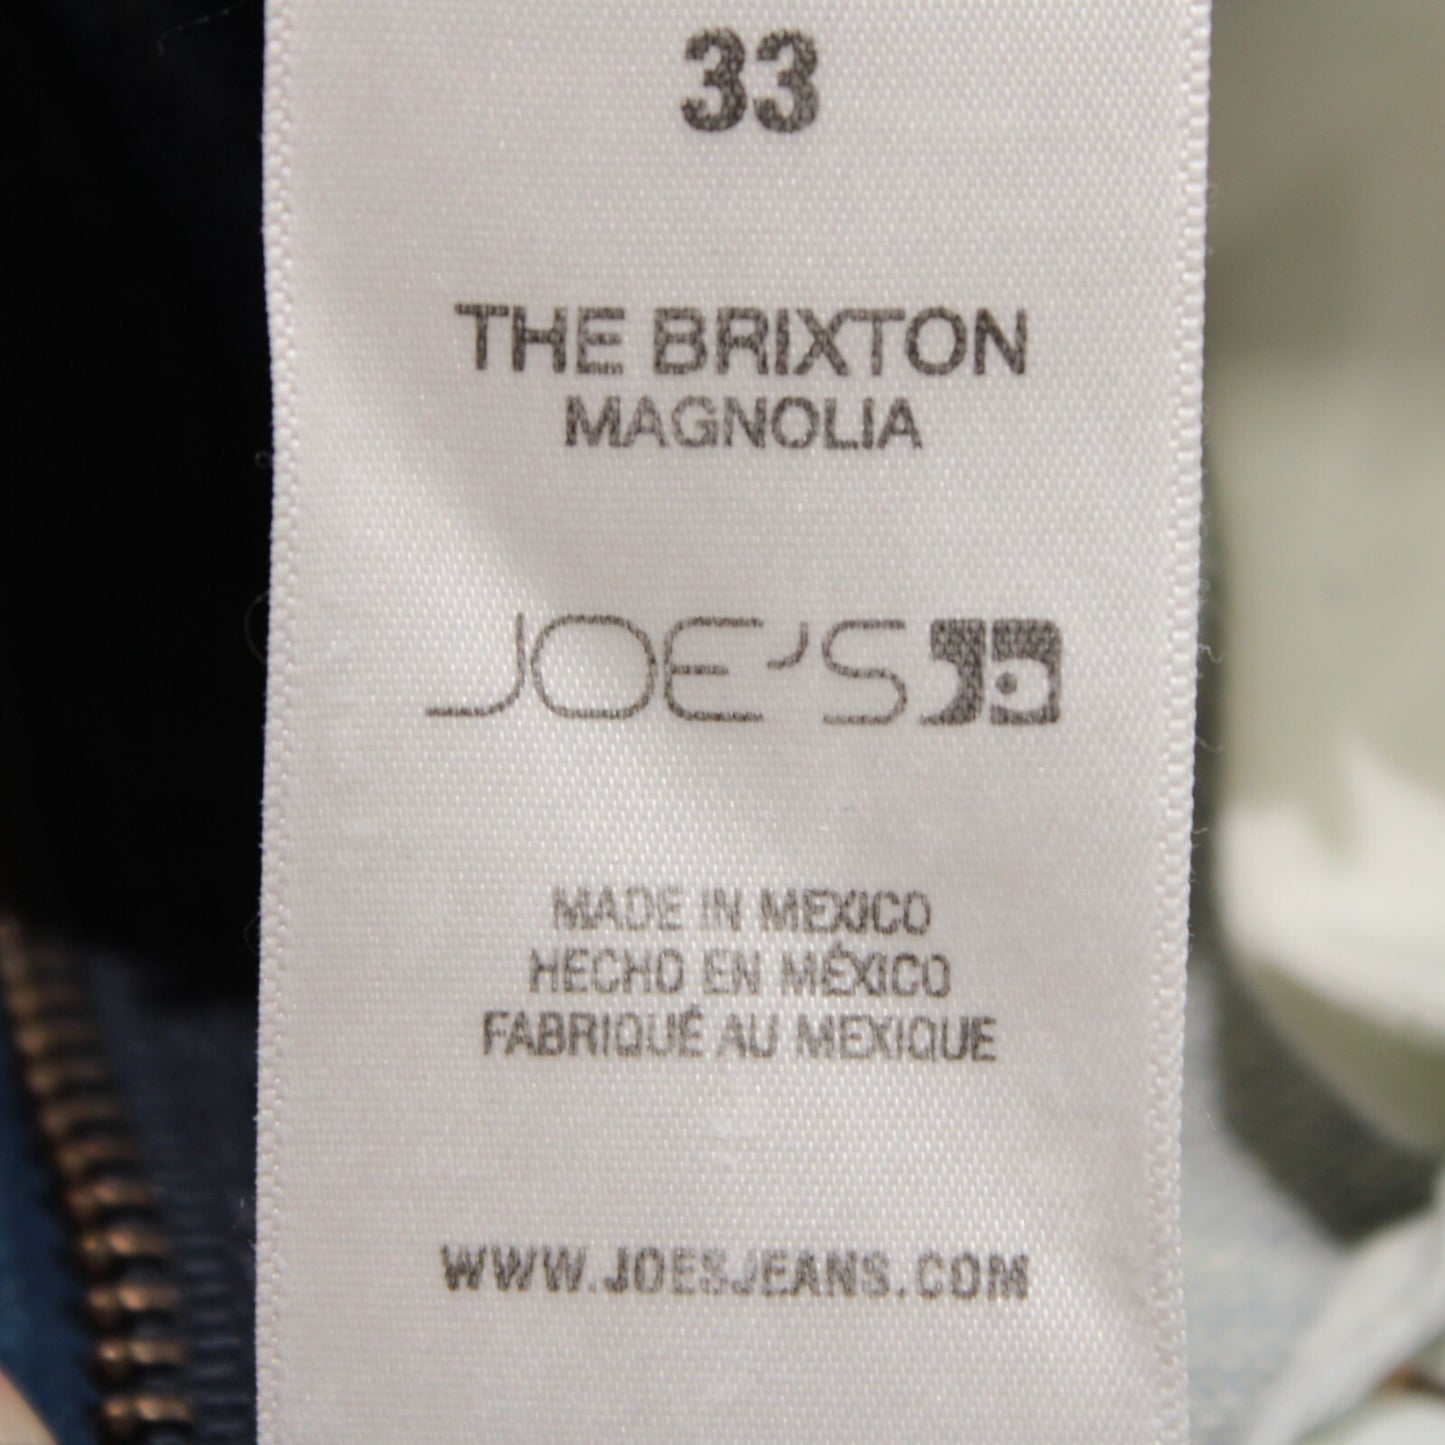 33
THE BRIXTON
MAGNOLIA
JOE'S
MADE IN MEXICO
HECHO EN MÉXICO
FABRIQUÉ AU MEXIQUE
WWW.JOESJEANS.COM